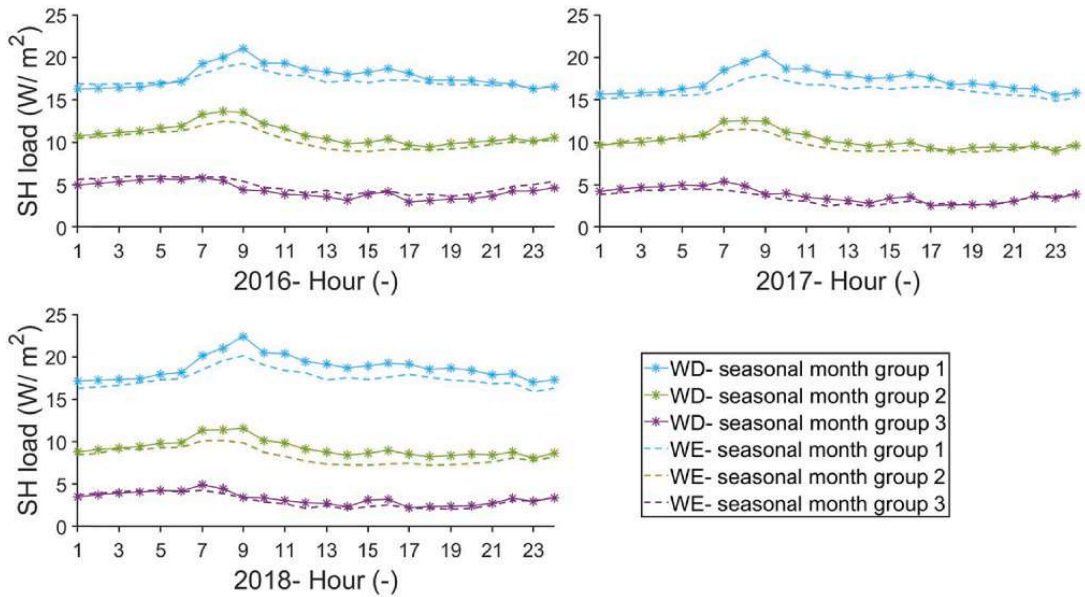 25
20
15
10
5
0
SH load (W/ m²)
1 3 5 7 9 11 13 15 17 19 21 23
2016- Hour (-)
25
20
15
10
5
0
1 3 5 7 9 11 13 15 17 19 21 23
2017- Hour (-)
25
20
15
10
5
0
SH load (W/ m²)
1 3 5 7 9 11 13 15 17 19 21 23
2018- Hour (-)
WD- seasonal month group 1
WD- seasonal month group 2
WD- seasonal month group 3
WE- seasonal month group 1
WE- seasonal month group 2
WE- seasonal month group 3